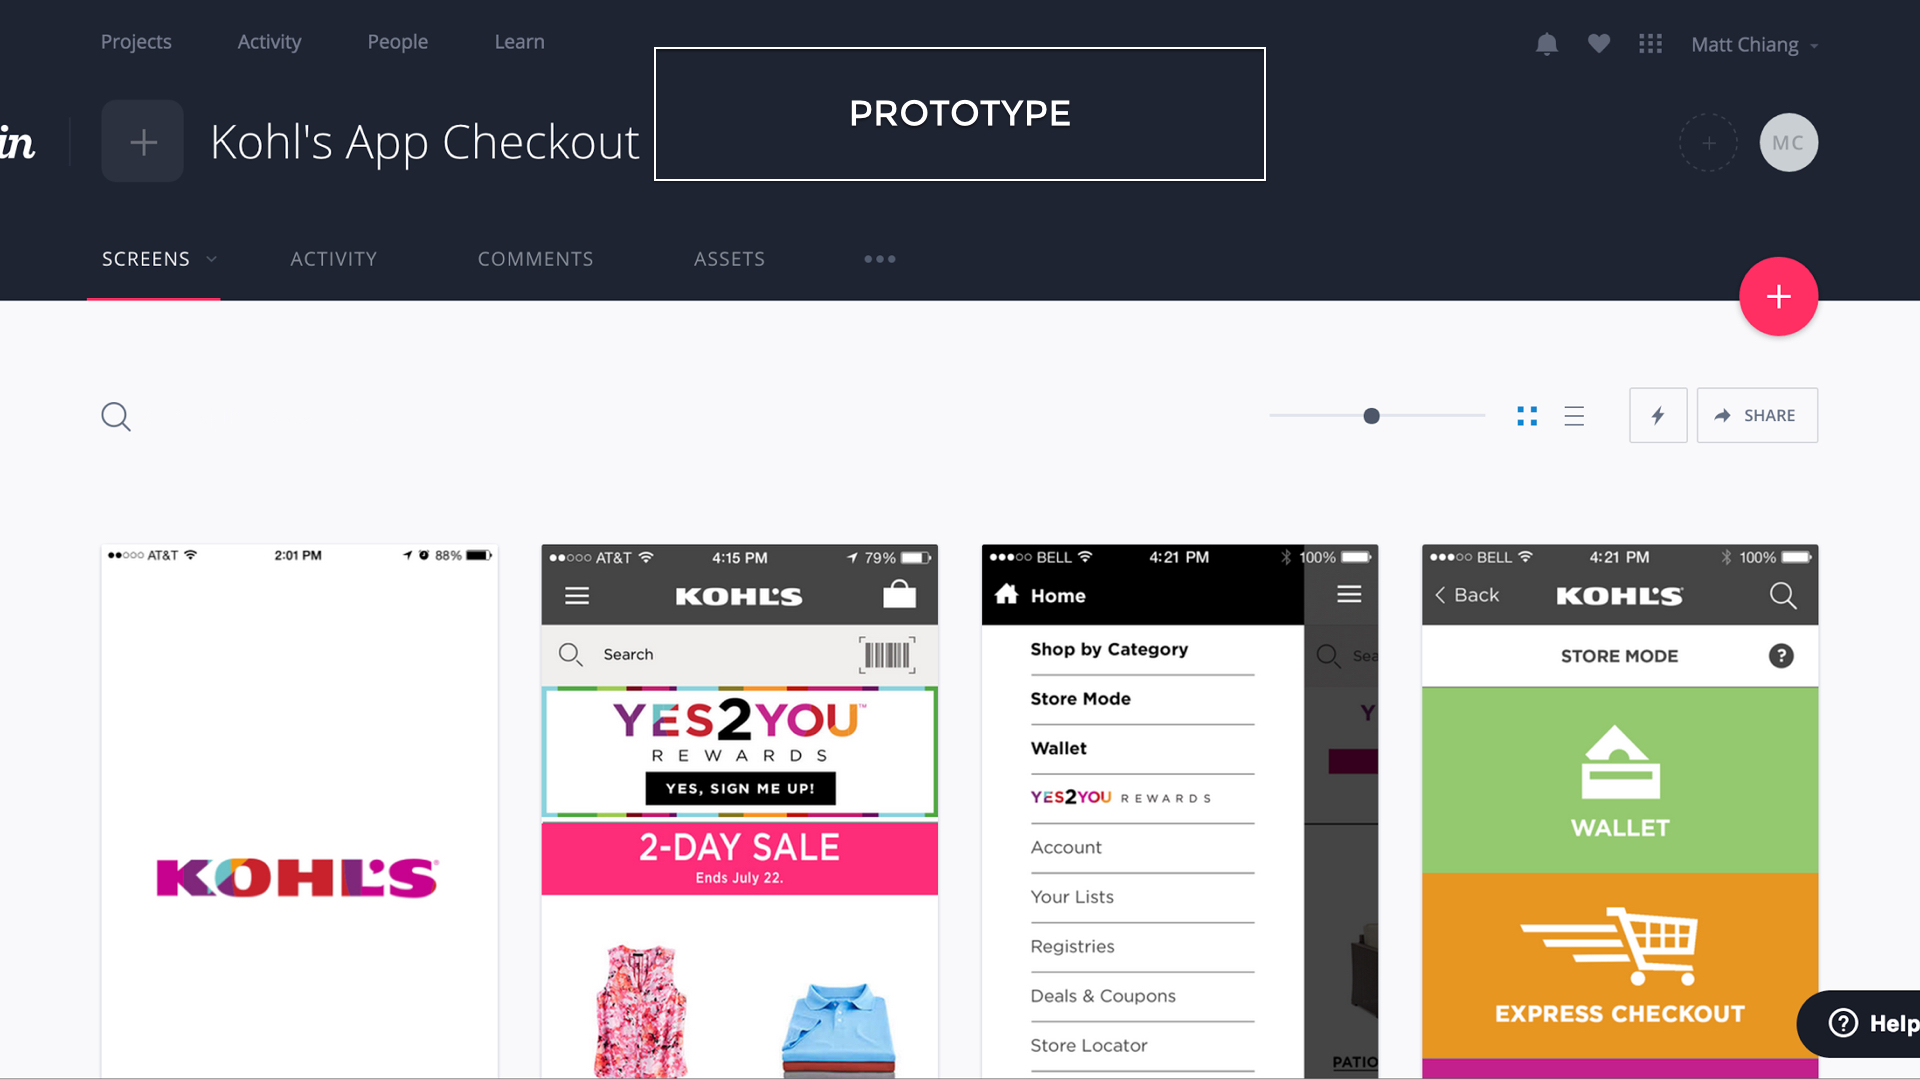 Projects Activity People Learn
Matt Chiang
PROTOTYPE
in
Kohl's App Checkout
MC
SCREENS ACTIVITY COMMENTS ASSETS
SHARE
AT&T 2:01 PM 88%
KOHL'S
AT&T 4:15 PM 79%
KOHL'S
Search
YES2YOU™
REWARDS
YES, SIGN ME UP!
2-DAY SALE
Ends July 22.
BELL 4:21 PM 100%
Home
Shop by Category
Store Mode
Wallet
YES2YOU REWARDS
Account
Your Lists
Registries
Deals & Coupons
Store Locator
Sea
Y
PATIO
BELL 4:21 PM 100%
Back KOHL'S
STORE MODE ?
WALLET
EXPRESS CHECKOUT
? Help